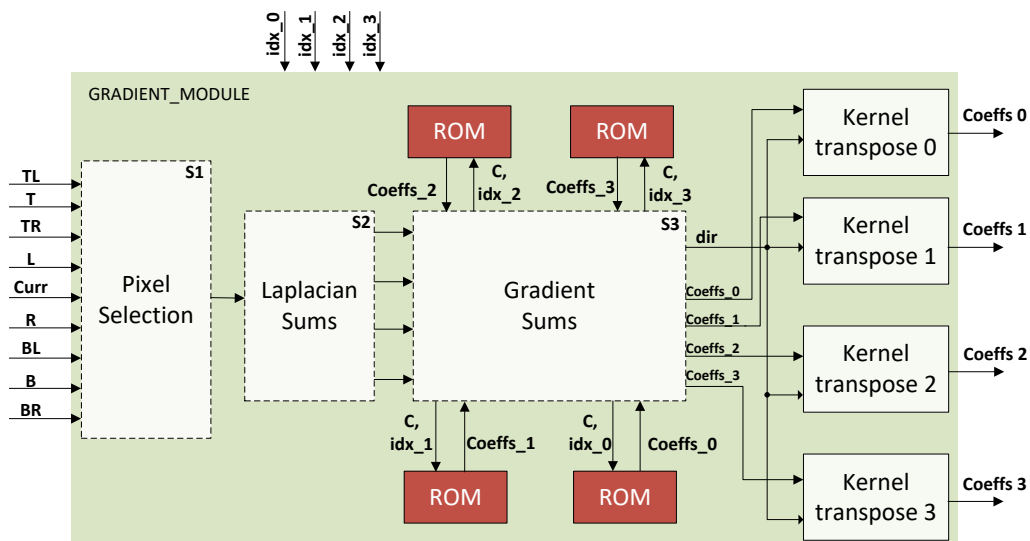 idx_0
idx_1
idx_2
idx_3
GRADIENT_MODULE
TL
T
TR
L
Curr
R
BL
B
BR
S1
Pixel
Selection
S2
Laplacian
Sums
ROM
Coeffs_2
C,
idx_2
ROM
Coeffs_3
C,
idx_3
S3
Gradient
Sums
dir
Coeffs_0
Coeffs_1
Coeffs_2
Coeffs_3
C,
idx_1
Coeffs_1
ROM
C,
idx_0
Coeffs_0
ROM
Kernel
transpose 0
Coeffs 0
Kernel
transpose 1
Coeffs 1
Kernel
transpose 2
Coeffs 2
Kernel
transpose 3
Coeffs 3